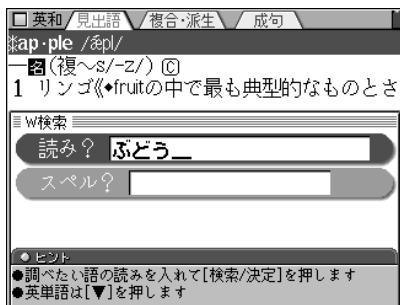 英和 見出語 複合・派生 成句
*ap·ple /ǽpl/
—名(複〜s/-z/) Ⓒ
1 リンゴ《◆fruitの中で最も典型的なものとさ
W検索
読み？ ぶどう_
スペル？
ヒント
●調べたい語の読みを入れて[検索/決定]を押します
●英単語は[▼]を押します